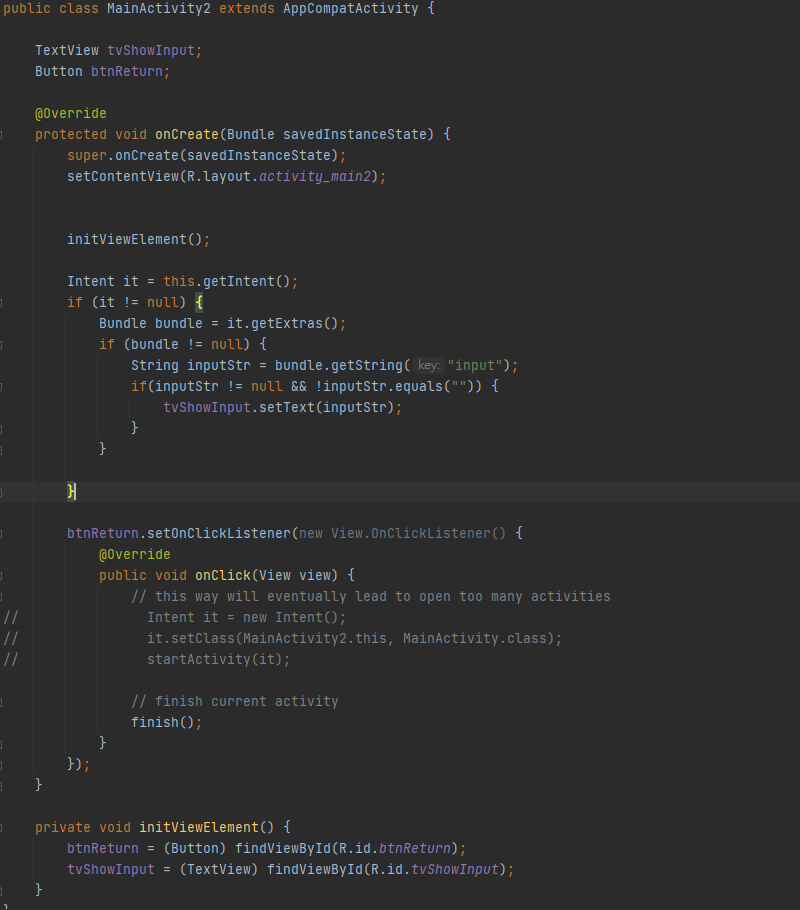 public class MainActivity2 extends AppCompatActivity {
TextView tvShowInput;
Button btnReturn;
@Override
protected void onCreate(Bundle savedInstanceState) {
super.onCreate(savedInstanceState);
setContentView(R.layout.activity_main2);
initViewElement();
Intent it = this.getIntent();
if (it != null) {
Bundle bundle = it.getExtras();
if (bundle != null) {
String inputStr = bundle.getString( key: "input");
if(inputStr != null && !inputStr.equals("")) {
tvShowInput.setText(inputStr);
}
}
}
btnReturn.setOnClickListener(new View.OnClickListener() {
@Override
public void onClick(View view) {
// this way will eventually lead to open too many activities
// Intent it = new Intent();
// it.setClass(MainActivity2.this, MainActivity.class);
// startActivity(it);
// finish current activity
finish();
}
});
}
private void initViewElement() {
btnReturn = (Button) findViewById(R.id.btnReturn);
tvShowInput = (TextView) findViewById(R.id.tvShowInput);
}
}